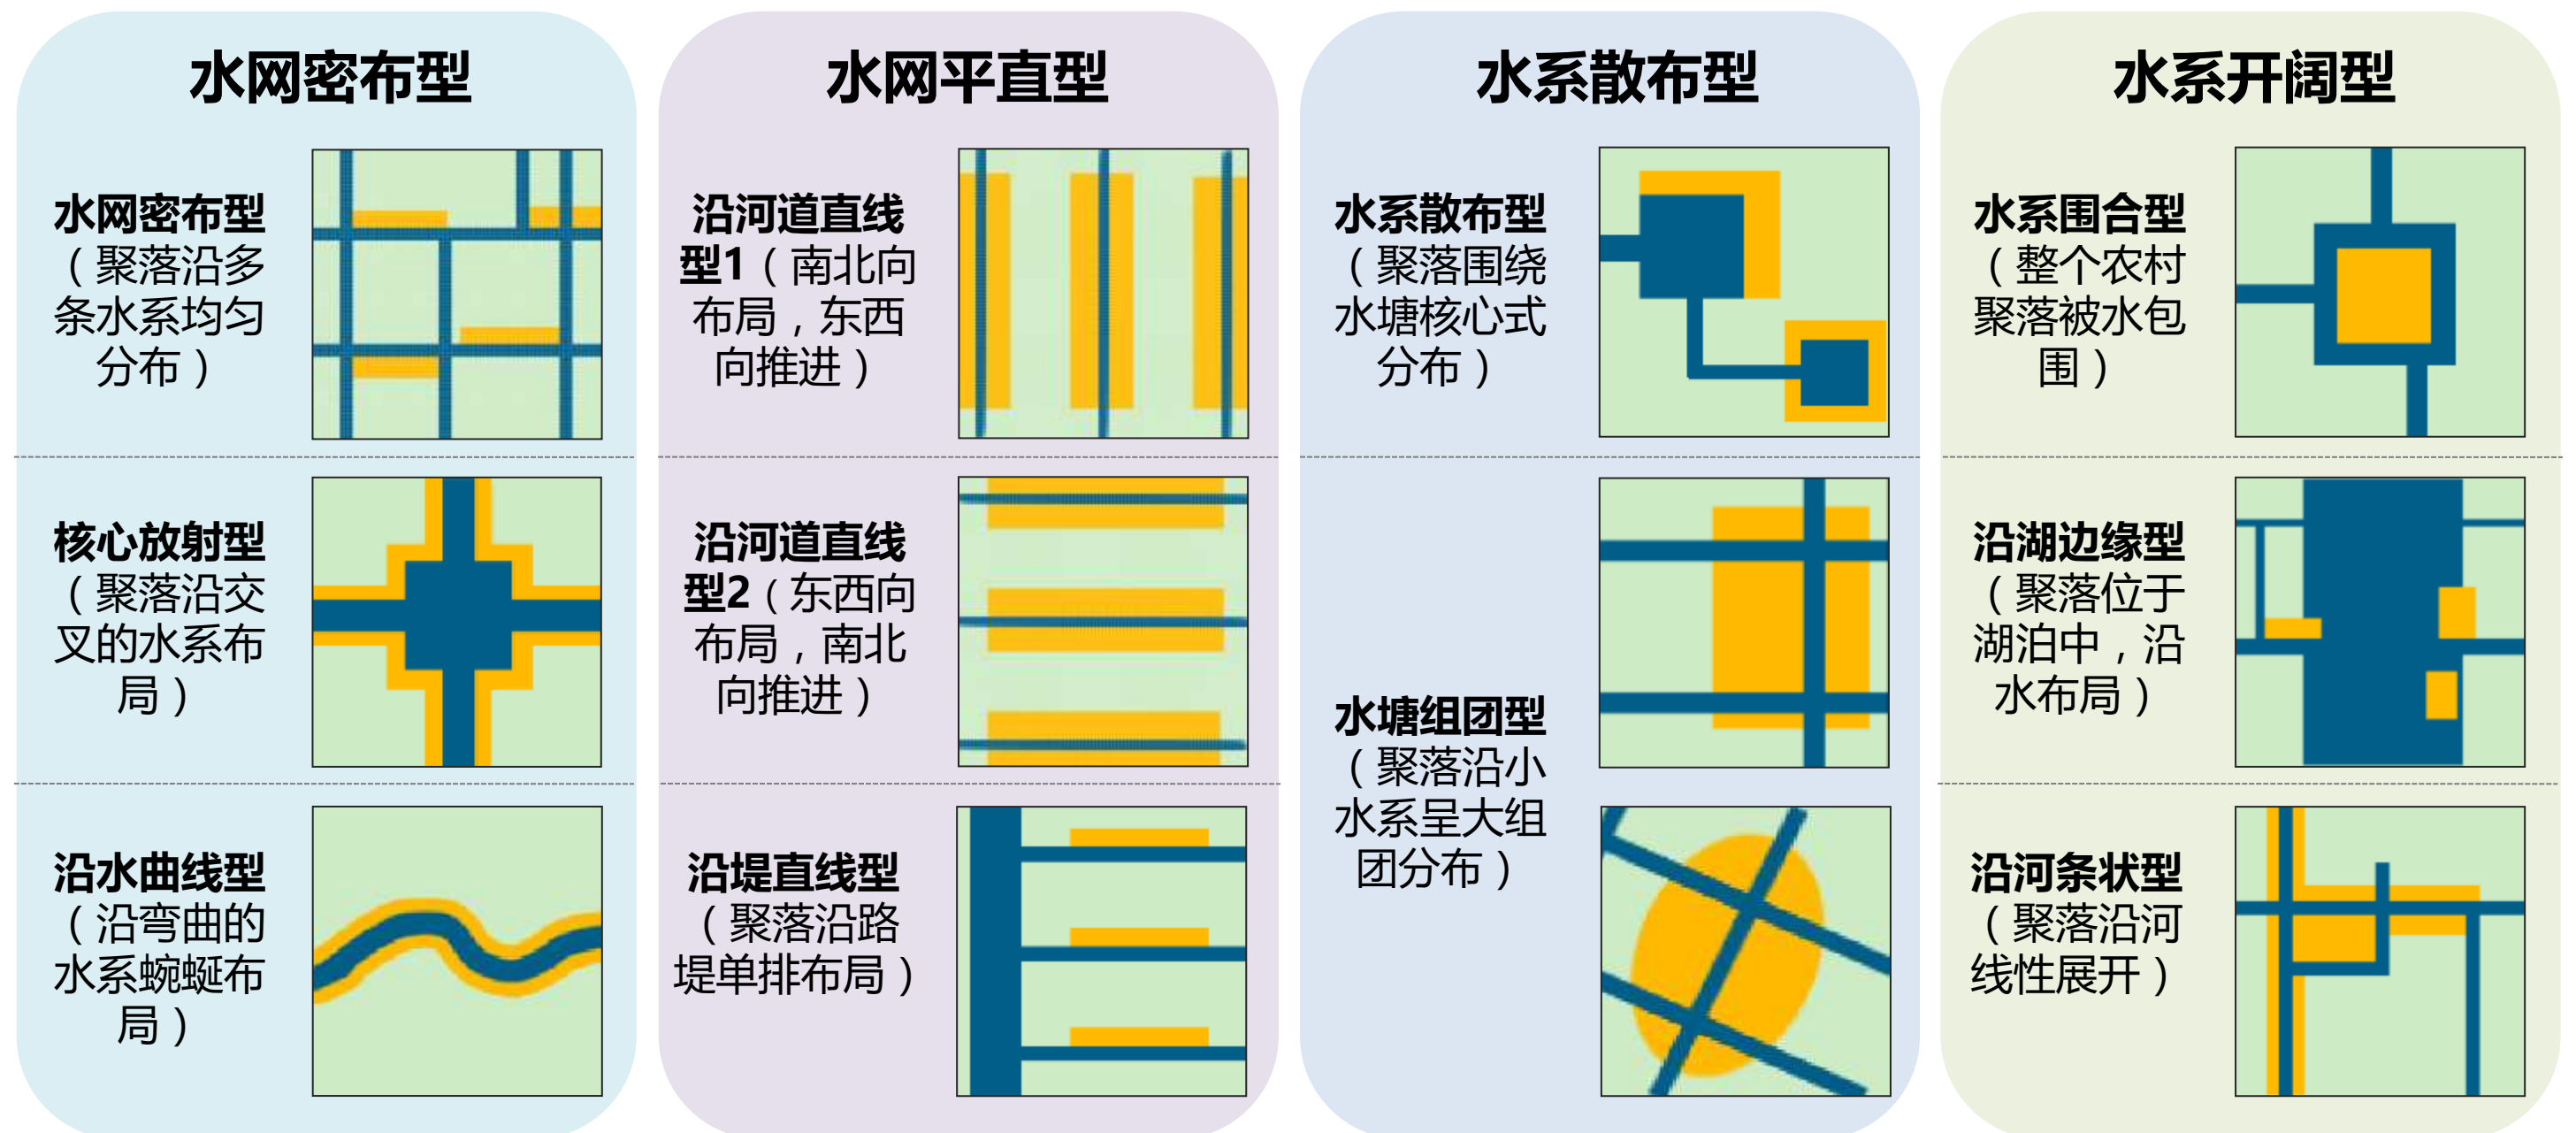 水网密布型
水网密布型
（聚落沿多
条水系均匀
分布）
核心放射型
（聚落沿交
叉的水系布
局）
沿水曲线型
（沿弯曲的
水系蜿蜒布
局）
水网平直型
沿河道直线
型1（南北向
布局，东西
向推进）
沿河道直线
型2（东西向
布局，南北
向推进）
沿堤直线型
（聚落沿路
堤单排布局）
水系散布型
水系散布型
（聚落围绕
水塘核心式
分布）
水塘组团型
（聚落沿小
水系呈大组
团分布）
水系开阔型
水系围合型
（整个农村
聚落被水包
围）
沿湖边缘型
（聚落位于
湖泊中，沿
水布局）
沿河条状型
（聚落沿河
线性展开）